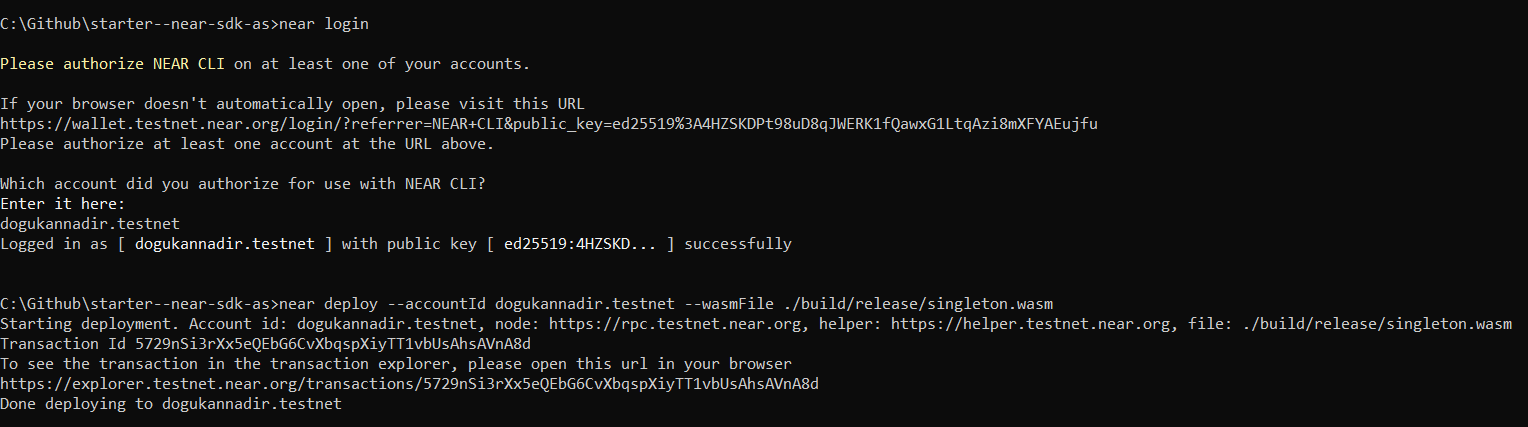 C:\Github\starter--near-sdk-as>near login
Please authorize NEAR CLI on at least one of your accounts.
If your browser doesn't automatically open, please visit this URL
https://wallet.testnet.near.org/login/?referrer=NEAR+CLI&public_key=ed25519%3A4HZSKDPt98uD8qJWERK1fQawxG1LtqAzi8mXFYAEujfu
Please authorize at least one account at the URL above.
Which account did you authorize for use with NEAR CLI?
Enter it here:
dogukannadir.testnet
Logged in as [ dogukannadir.testnet ] with public key [ ed25519:4HZSKD... ] successfully
C:\Github\starter--near-sdk-as>near deploy --accountId dogukannadir.testnet --wasmFile ./build/release/singleton.wasm
Starting deployment. Account id: dogukannadir.testnet, node: https://rpc.testnet.near.org, helper: https://helper.testnet.near.org, file: ./build/release/singleton.wasm
Transaction Id 5729nSi3rXx5eQEbG6CvXbqspXiyTT1vbUsAhsAVnA8d
To see the transaction in the transaction explorer, please open this url in your browser
https://explorer.testnet.near.org/transactions/5729nSi3rXx5eQEbG6CvXbqspXiyTT1vbUsAhsAVnA8d
Done deploying to dogukannadir.testnet